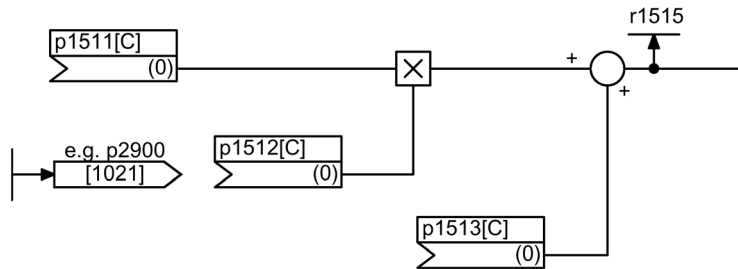 r1515
p1511[C]
(0)
+
+
e.g. p2900
[1021]
p1512[C]
(0)
p1513[C]
(0)